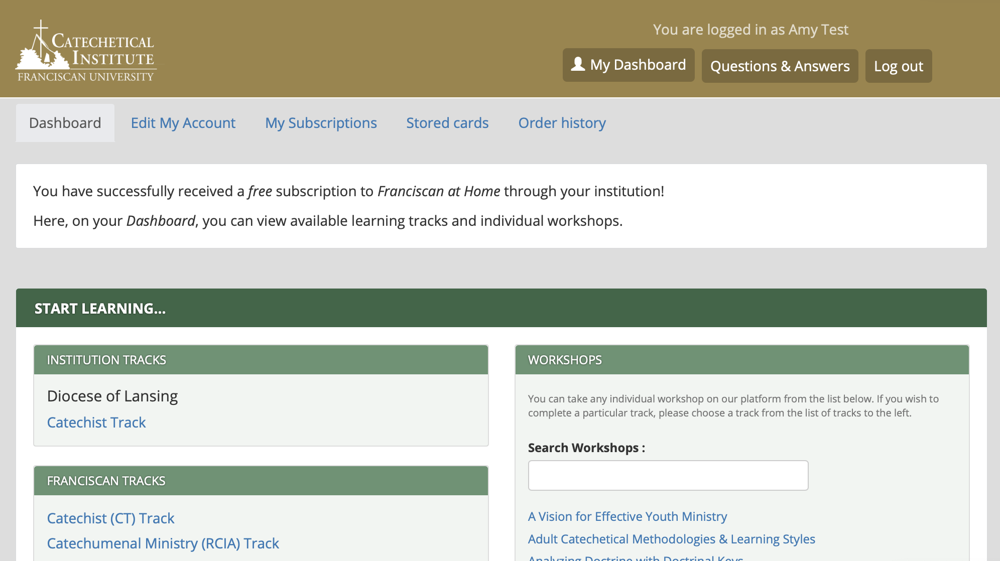 CATECHETICAL
INSTITUTE
FRANCISCAN UNIVERSITY
You are logged in as Amy Test
My Dashboard
Questions & Answers
Log out
Dashboard
Edit My Account
My Subscriptions
Stored cards
Order history
You have successfully received a free subscription to Franciscan at Home through your institution!
Here, on your Dashboard, you can view available learning tracks and individual workshops.
START LEARNING...
INSTITUTION TRACKS
Diocese of Lansing
Catechist Track
FRANCISCAN TRACKS
Catechist (CT) Track
Catechumenal Ministry (RCIA) Track
WORKSHOPS
You can take any individual workshop on our platform from the list below. If you wish to
complete a particular track, please choose a track from the list of tracks to the left.
Search Workshops :
A Vision for Effective Youth Ministry
Adult Catechetical Methodologies & Learning Styles
Analyzing Doctrine with Doctrinal Keys